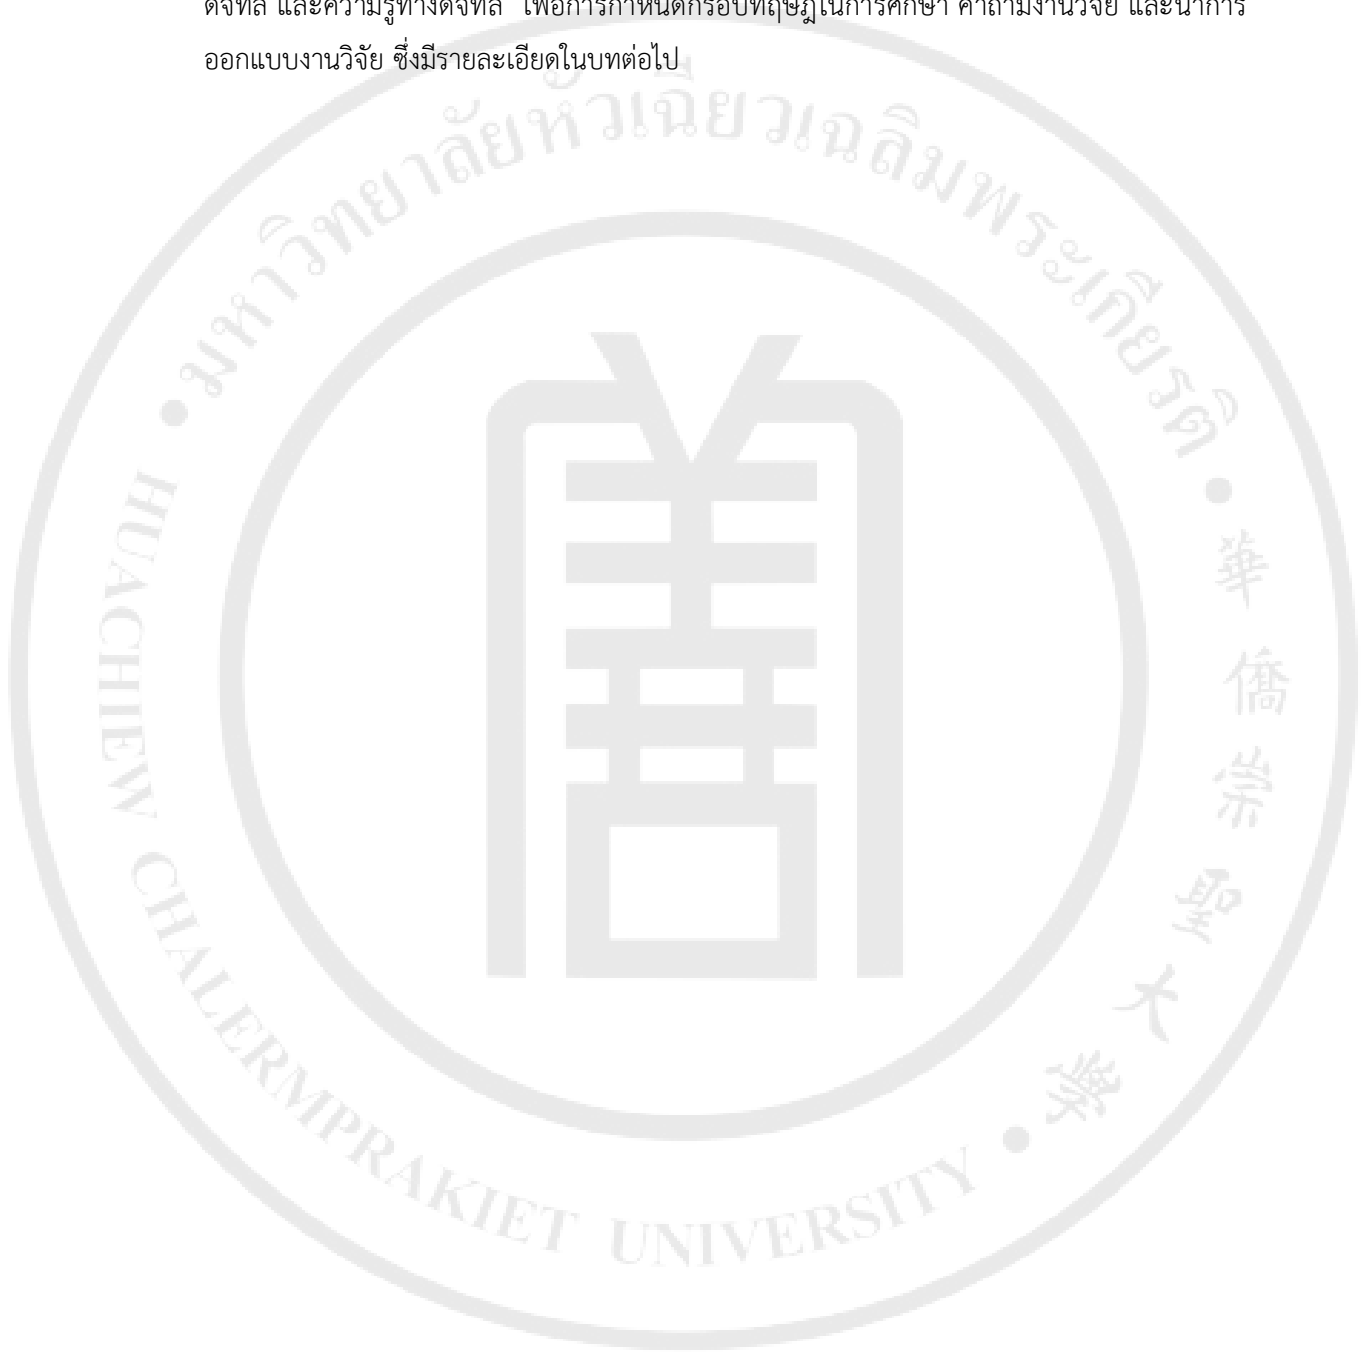 ดิจิทัล และความรู้ทางดิจิทัล เพื่อการกำหนดกรอบทฤษฎีในการศึกษา คำถามงานวิจัย และนำการ
ออกแบบงานวิจัย ซึ่งมีรายละเอียดในบทต่อไป
มหาวิทยาลัยหัวเฉียวเฉลิมพระเกียรติ
HUACHIEW CHALERMPRAKIET UNIVERSITY
華僑崇聖大學